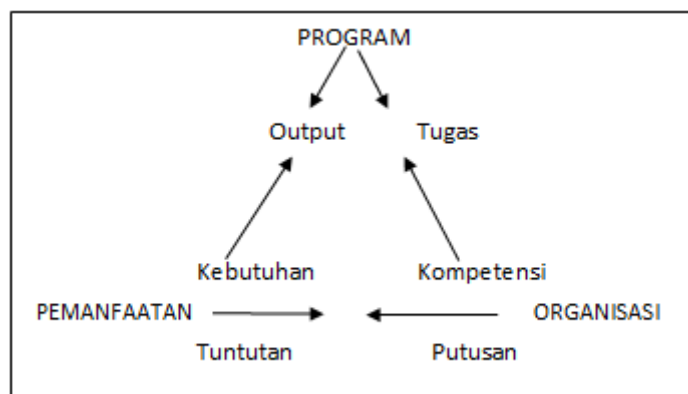 PROGRAM
Output Tugas
Kebutuhan Kompetensi
PEMANFAATAN ORGANISASI
Tuntutan Putusan